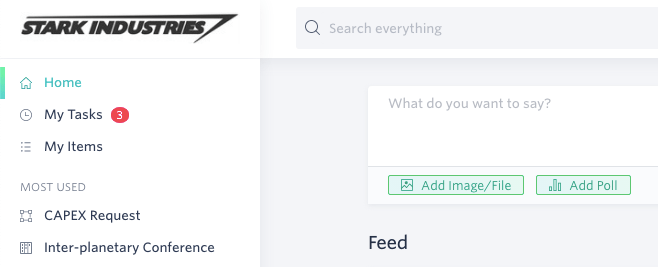 STARK INDUSTRIES
Search everything
Home
My Tasks 3
My Items
MOST USED
CAPEX Request
Inter-planetary Conference
What do you want to say?
Add Image/File
Add Poll
Feed